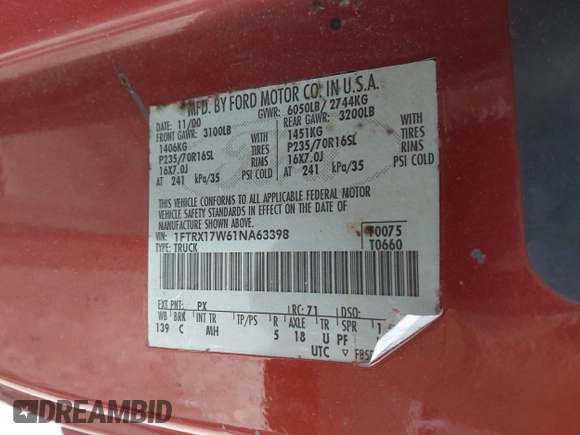 MFD. BY FORD MOTOR CO. IN U.S.A.
DATE: 11/00 GVWR: 6050LB/ 2744KG
FRONT GAWR: 3100LB REAR GAWR: 3200LB
1406KG WITH 1451KG WITH
P235/70R16SL TIRES P235/70R16SL TIRES
16X7.0J RIMS 16X7.0J RIMS
AT 241 kPa/35 PSI COLD AT 241 kPa/35 PSI COLD
THIS VEHICLE CONFORMS TO ALL APPLICABLE FEDERAL MOTOR
VEHICLE SAFETY STANDARDS IN EFFECT ON THE DATE OF
MANUFACTURE SHOWN ABOVE.
VIN: 1FTRX17W61NA63398 F0075
TYPE: TRUCK T0660
EXT PNT: PX RC: 71 DSO:
WB BRK INT TR TP/PS R AXLE TR SPR
139 C MH 5 18 U PF
UTC ▽
DREAMBID